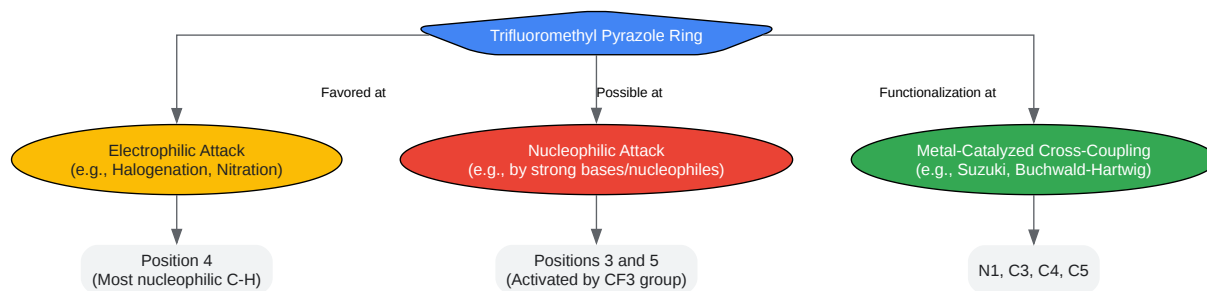 Trifluoromethyl Pyrazole Ring
Favored at
Possible at
Functionalization at
Electrophilic Attack
(e.g., Halogenation, Nitration)
Nucleophilic Attack
(e.g., by strong bases/nucleophiles)
Metal-Catalyzed Cross-Coupling
(e.g., Suzuki, Buchwald-Hartwig)
Position 4
(Most nucleophilic C-H)
Positions 3 and 5
(Activated by CF3 group)
N1, C3, C4, C5